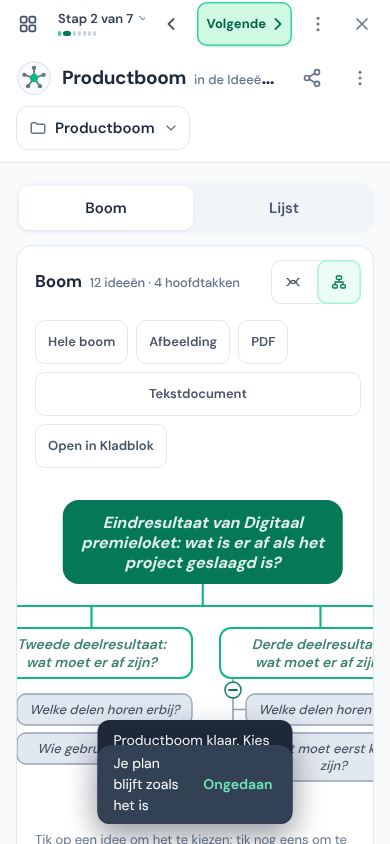 Stap 2 van 7
Volgende
Productboom in de Ideeë...
Productboom
Boom
Lijst
Boom 12 ideeën · 4 hoofdtakken
Hele boom
Afbeelding
PDF
Tekstdocument
Open in Kladblok
Eindresultaat van Digitaal
premieloket: wat is er af als het
project geslaagd is?
Tweede deelresultaat:
wat moet er af zijn?
Derde deelresulta
wat moet er af zij
Welke delen horen erbij?
Welke delen horen
Wie gebru
moet eerst k
zijn?
Productboom klaar. Kies
Je plan
blijft zoals
het is
Ongedaan
Tik op een idee om het te kiezen; tik nog eens om te